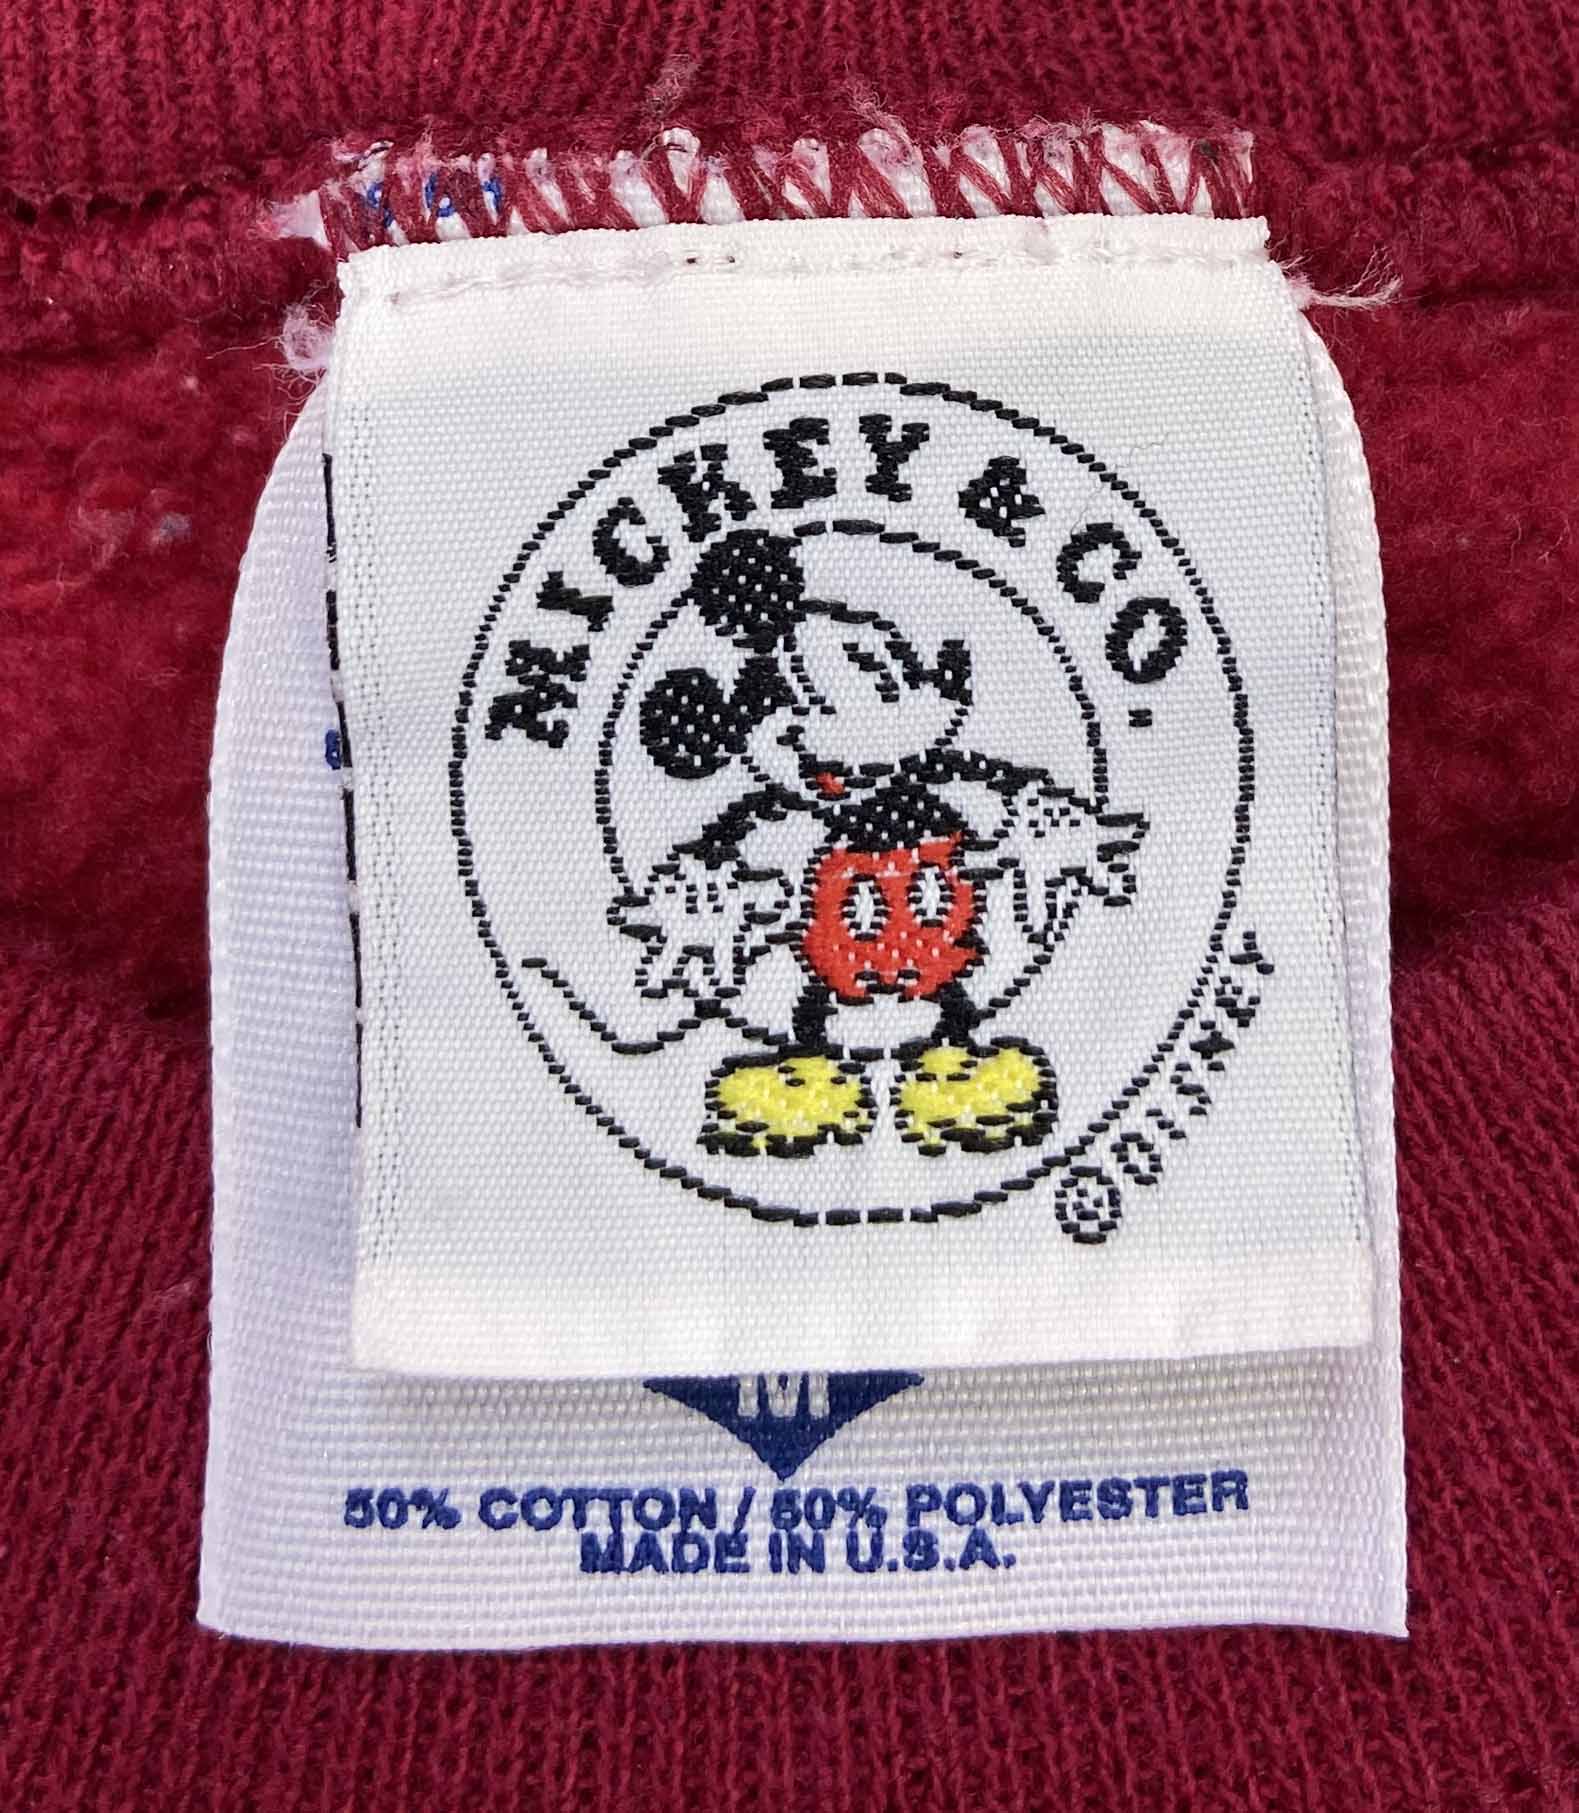 MICKEY & CO.
© DISNEY
M
50% COTTON / 50% POLYESTER
MADE IN U.S.A.